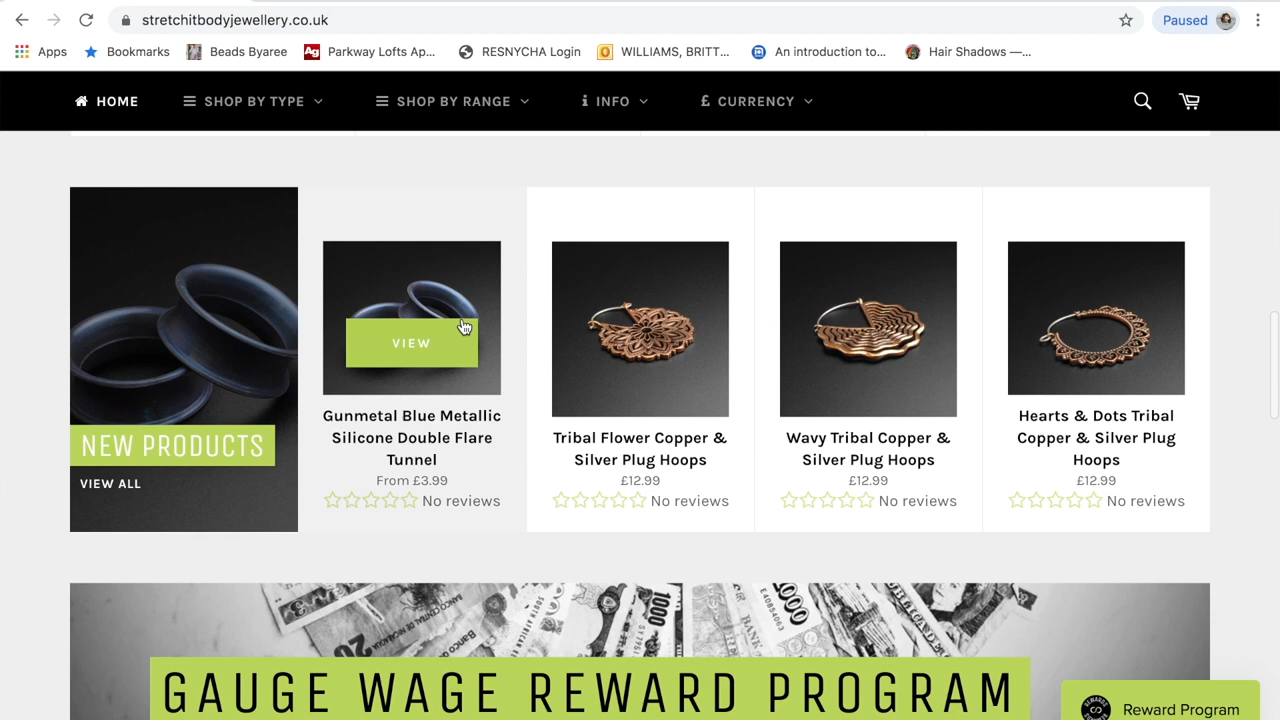 stretchitbodyjewellery.co.uk
Paused
Apps
Bookmarks
Beads Byaree
Parkway Lofts Ap...
RESNYCHA Login
WILLIAMS, BRITT...
An introduction to...
Hair Shadows —...
HOME
SHOP BY TYPE
SHOP BY RANGE
INFO
£ CURRENCY
NEW PRODUCTS
VIEW ALL
VIEW
Gunmetal Blue Metallic
Silicone Double Flare
Tunnel
From £3.99
No reviews
Tribal Flower Copper &
Silver Plug Hoops
£12.99
No reviews
Wavy Tribal Copper &
Silver Plug Hoops
£12.99
No reviews
Hearts & Dots Tribal
Copper & Silver Plug
Hoops
£12.99
No reviews
GAUGE WAGE REWARD PROGRAM
Reward Program